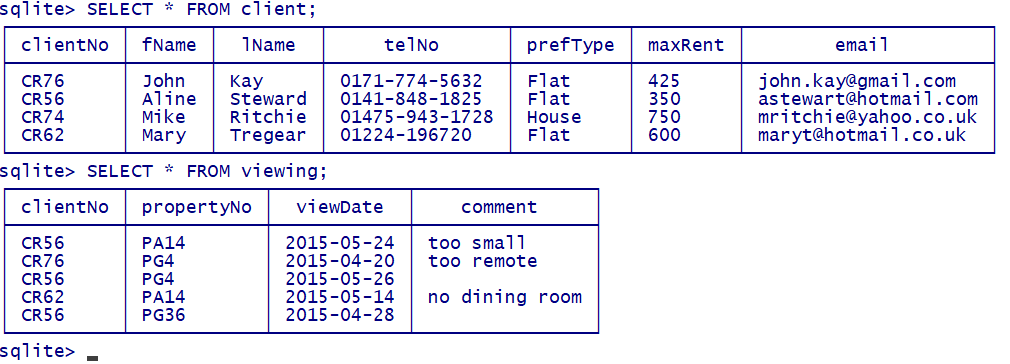 sqlite> SELECT * FROM client;
clientNo fName lName telNo prefType maxRent email
CR76 John Kay 0171-774-5632 Flat 425 john.kay@gmail.com
CR56 Aline Steward 0141-848-1825 Flat 350 astewart@hotmail.com
CR74 Mike Ritchie 01475-943-1728 House 750 mritchie@yahoo.co.uk
CR62 Mary Tregear 01224-196720 Flat 600 maryt@hotmail.co.uk
sqlite> SELECT * FROM viewing;
clientNo propertyNo viewDate comment
CR56 PA14 2015-05-24 too small
CR76 PG4 2015-04-20 too remote
CR56 PG4 2015-05-26
CR62 PA14 2015-05-14 no dining room
CR56 PG36 2015-04-28
sqlite>